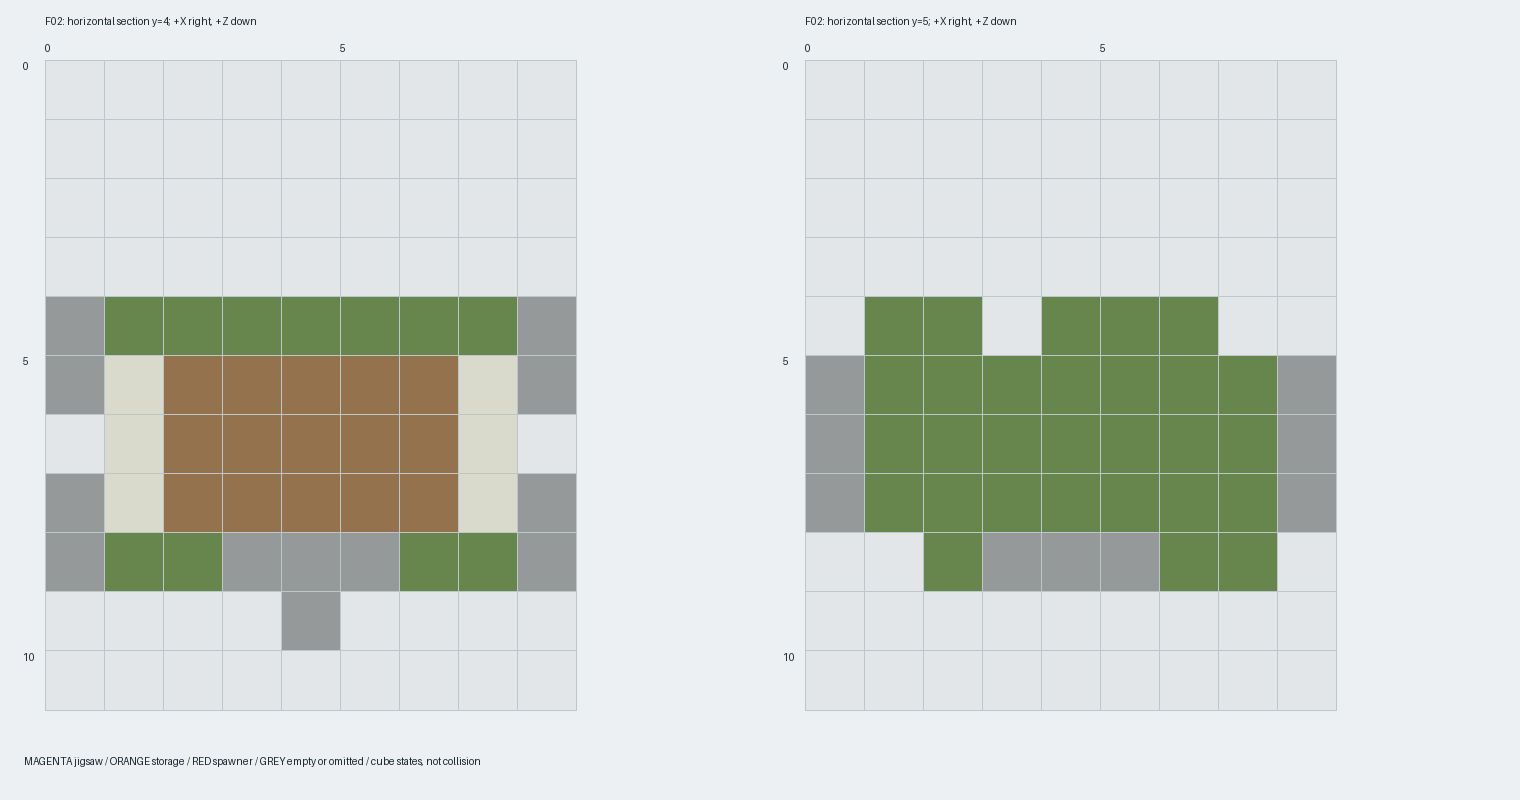 F02: horizontal section y=4; +X right, +Z down
F02: horizontal section y=5; +X right, +Z down
0 5
0 5
0
5
10
0
5
10
MAGENTA jigsaw / ORANGE storage / RED spawner / GREY empty or omitted / cube states, not collision